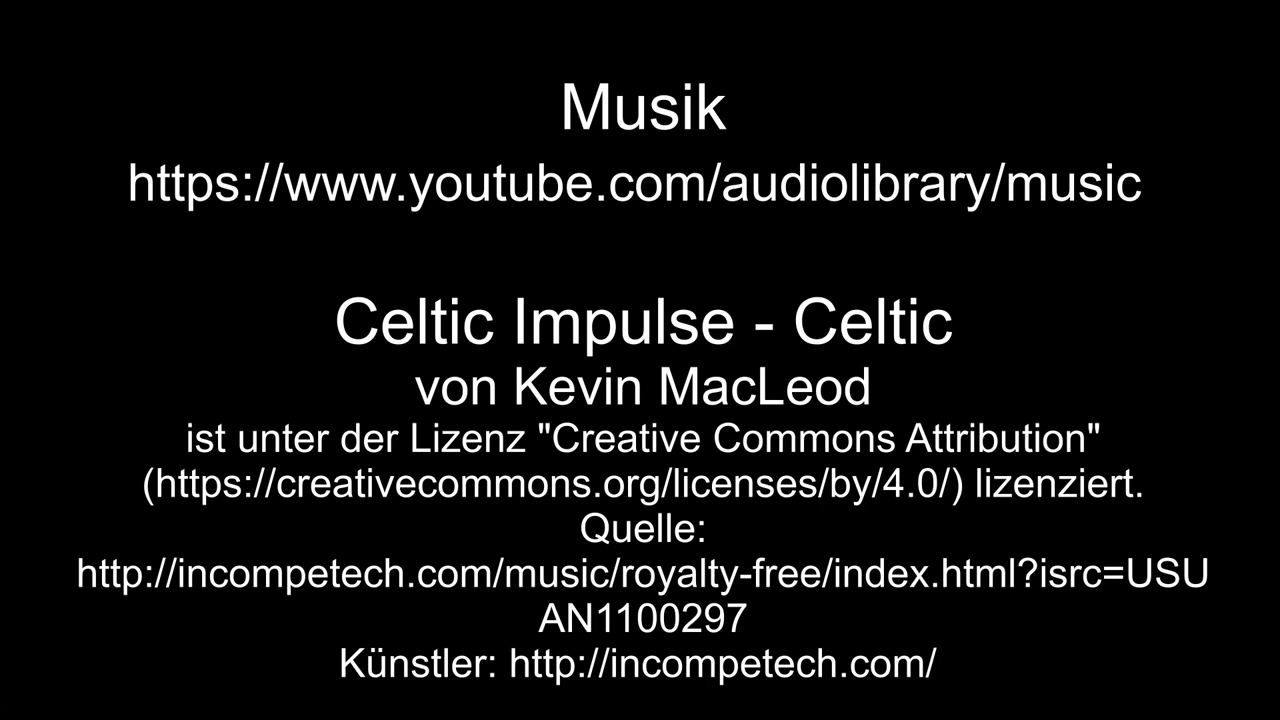 Musik
https://www.youtube.com/audiolibrary/music
Celtic Impulse - Celtic
von Kevin MacLeod
ist unter der Lizenz "Creative Commons Attribution"
(https://creativecommons.org/licenses/by/4.0/) lizenziert.
Quelle:
http://incompetech.com/music/royalty-free/index.html?isrc=USU
AN1100297
Künstler: http://incompetech.com/